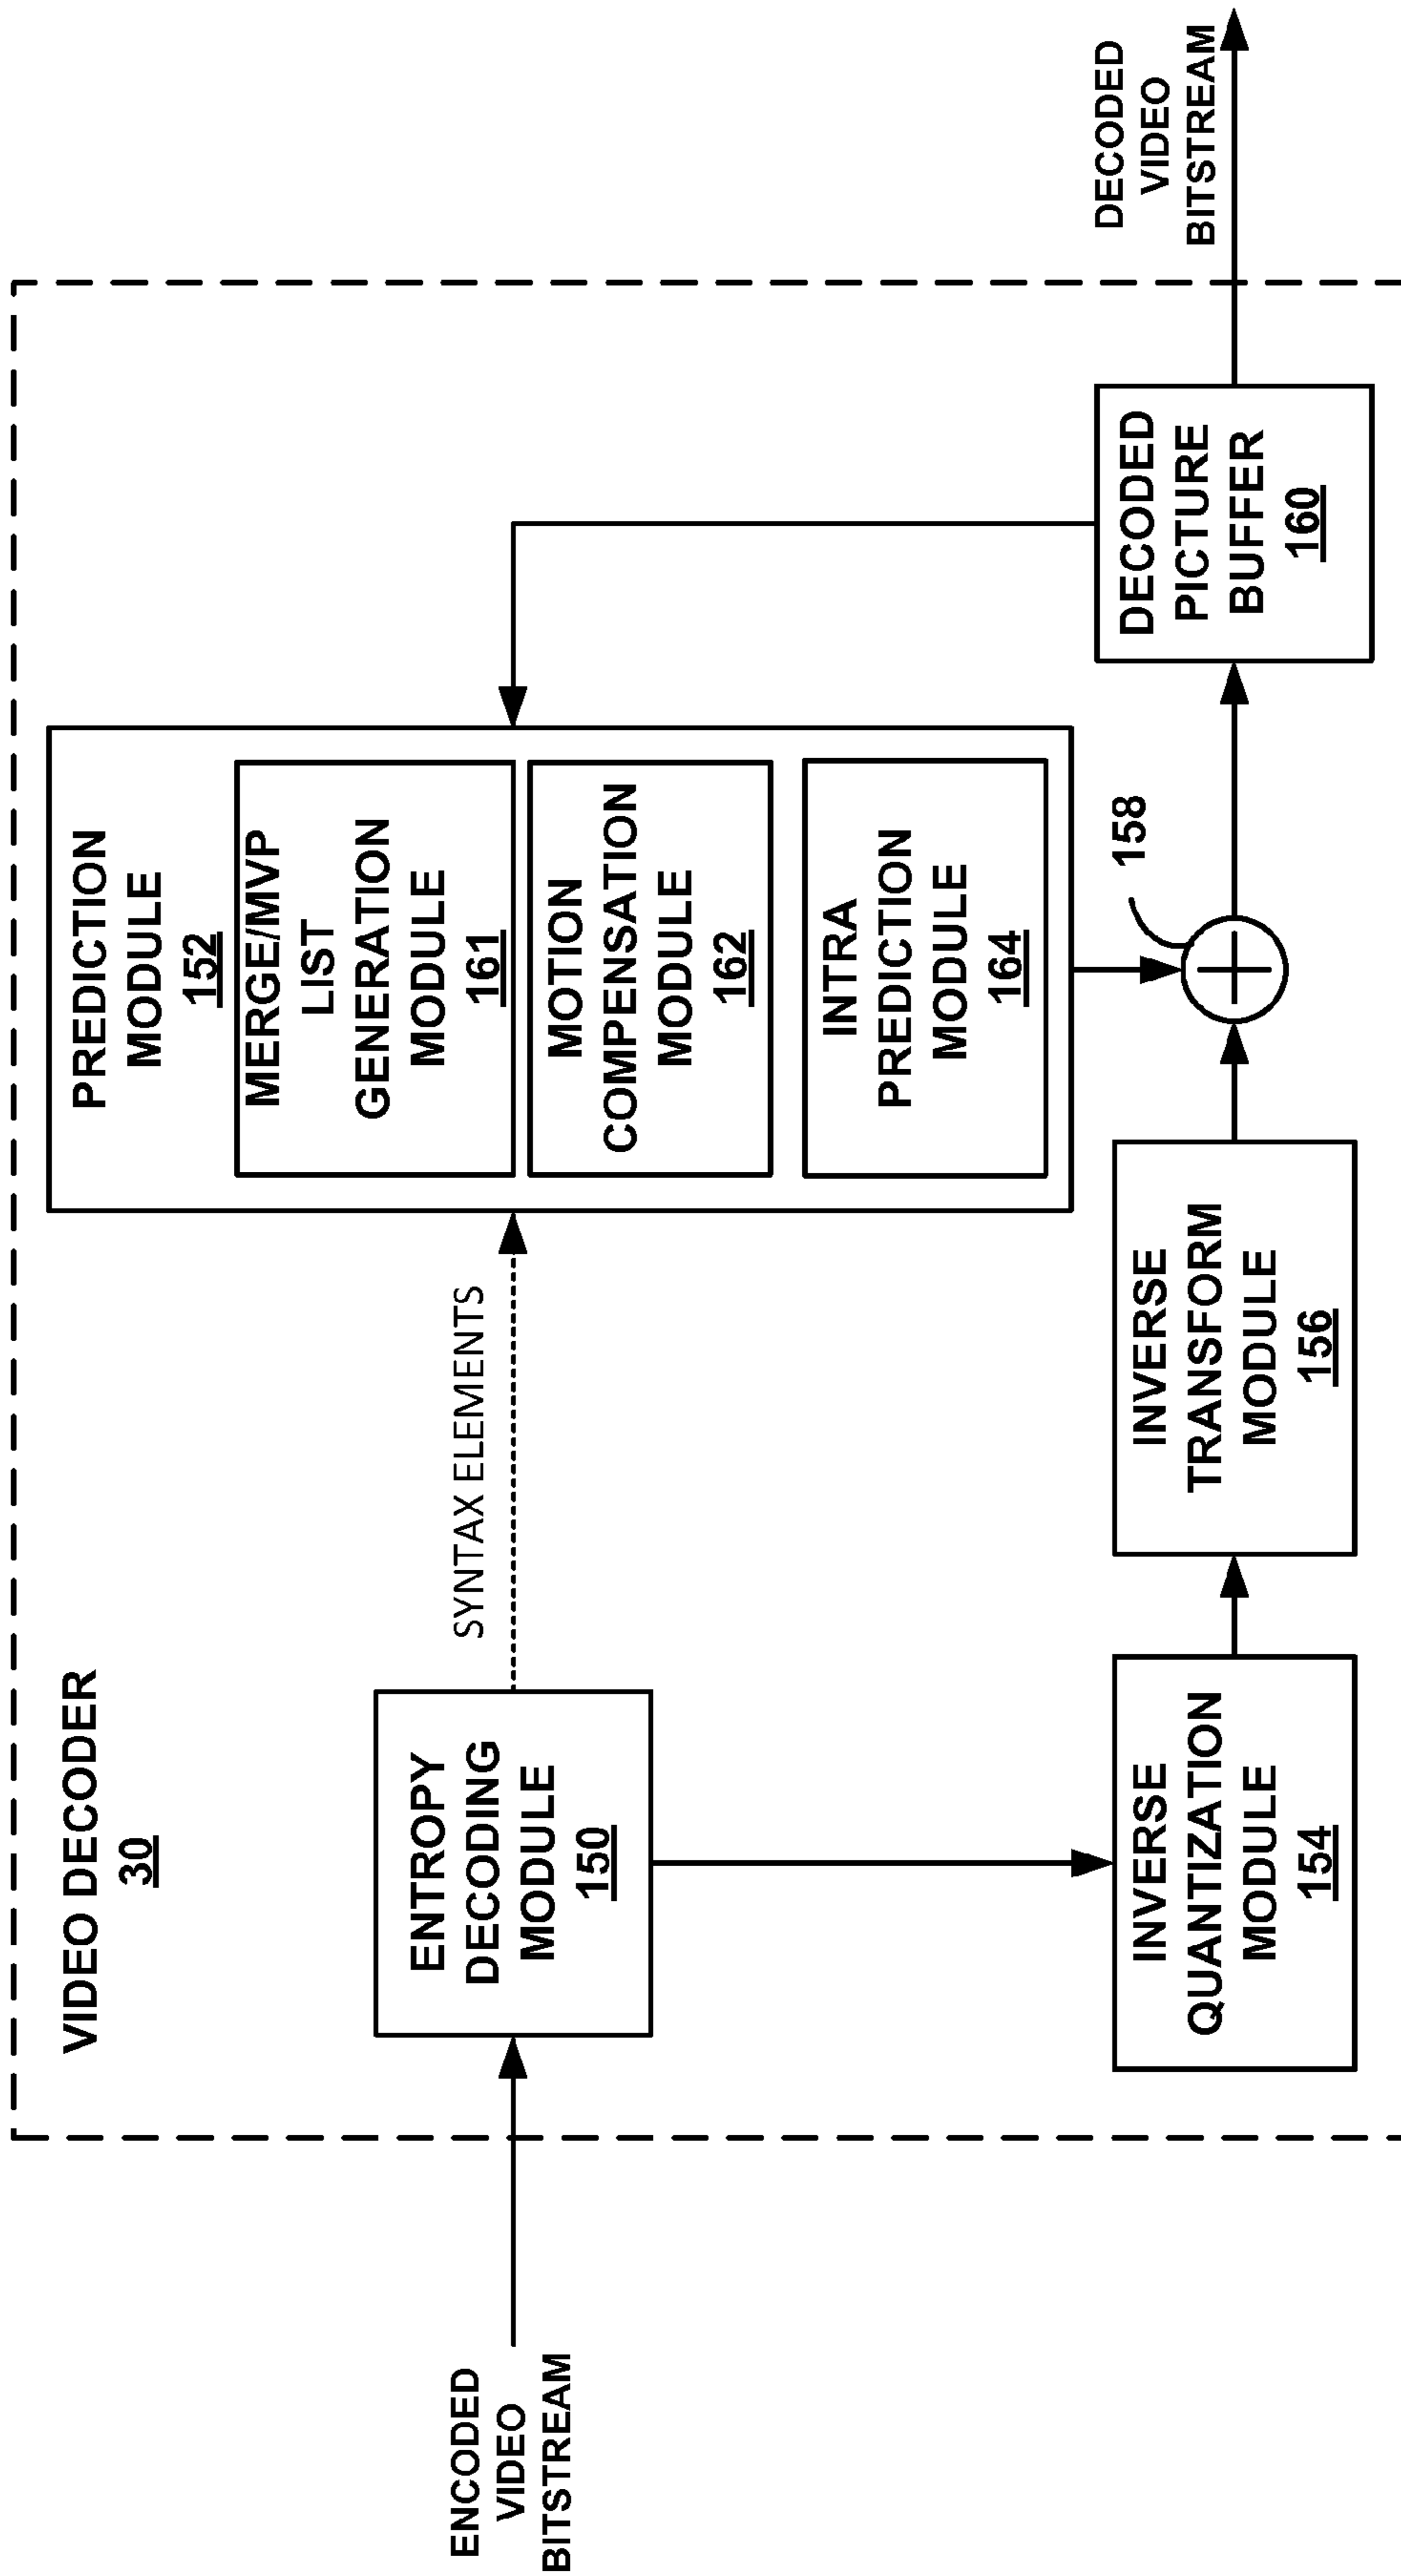 VIDEO DECODER
30
ENCODED
VIDEO
BITSTREAM
ENTROPY
DECODING
MODULE
150
SYNTAX ELEMENTS
PREDICTION
MODULE
152
MERGE/MVP
LIST
GENERATION
MODULE
161
MOTION
COMPENSATION
MODULE
162
INTRA
PREDICTION
MODULE
164
INVERSE
QUANTIZATION
MODULE
154
INVERSE
TRANSFORM
MODULE
156
158
DECODED
PICTURE
BUFFER
160
DECODED
VIDEO
BITSTREAM